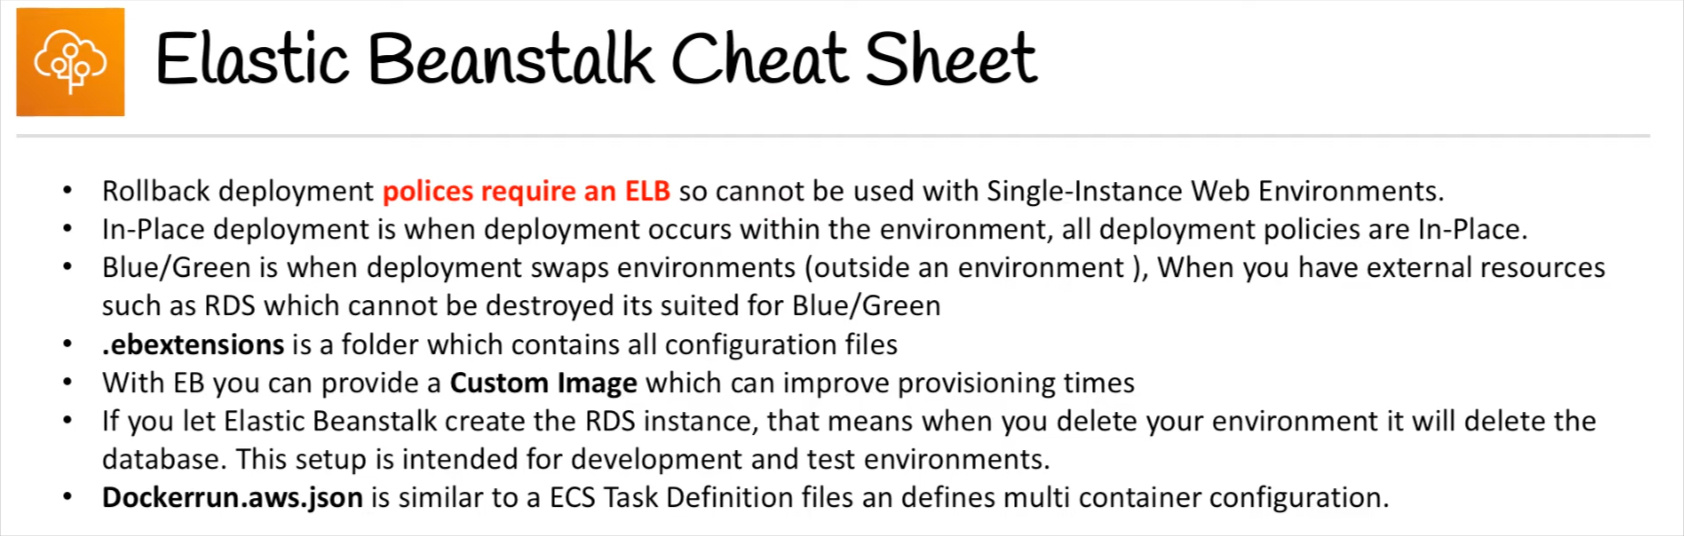 Elastic Beanstalk Cheat Sheet
• Rollback deployment polices require an ELB so cannot be used with Single-Instance Web Environments.
• In-Place deployment is when deployment occurs within the environment, all deployment policies are In-Place.
• Blue/Green is when deployment swaps environments (outside an environment ), When you have external resources
such as RDS which cannot be destroyed its suited for Blue/Green
• .ebextensions is a folder which contains all configuration files
• With EB you can provide a Custom Image which can improve provisioning times
• If you let Elastic Beanstalk create the RDS instance, that means when you delete your environment it will delete the
database. This setup is intended for development and test environments.
• Dockerrun.aws.json is similar to a ECS Task Definition files an defines multi container configuration.